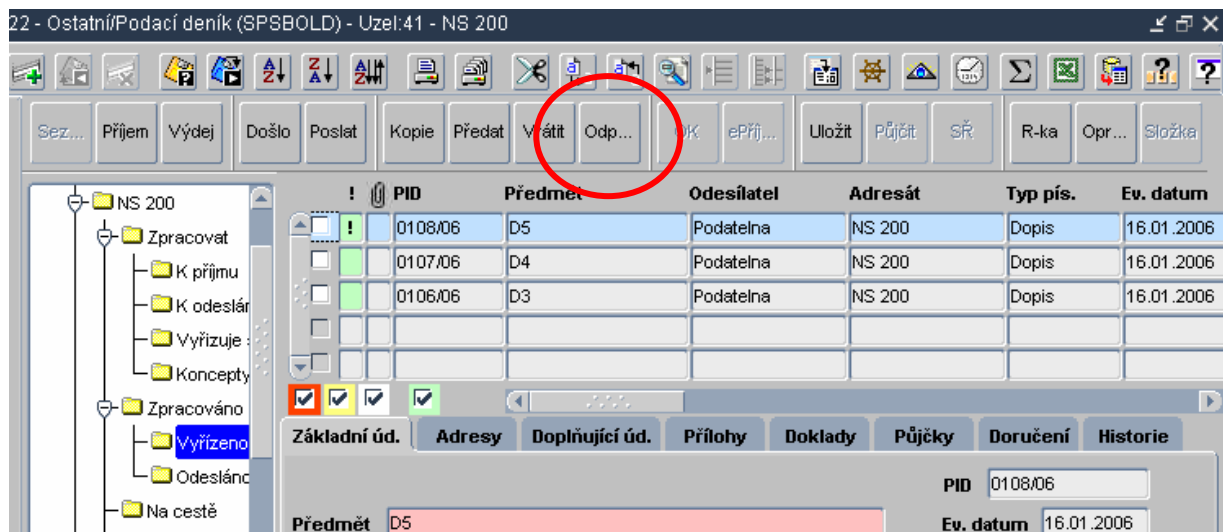 22 - Ostatní/Podací deník (SPSBOLD) - Uzel:41 - NS 200
Sez... Příjem Výdej Došlo Poslat Kopie Předat Vrátit Odp... OK ePříj... Uložit Půjčit SŘ R-ka Opr... Složka
NS 200
Zpracovat
K příjmu
K odeslán
Vyřizuje
Koncepty
Zpracováno
Vyřízeno
Odesláno
Na cestě
! PID Předmět Odesílatel Adresát Typ pís. Ev. datum
! 0108/06 D5 Podatelna NS 200 Dopis 16.01.2006
0107/06 D4 Podatelna NS 200 Dopis 16.01.2006
0106/06 D3 Podatelna NS 200 Dopis 16.01.2006
Základní úd. Adresy Doplňující úd. Přílohy Doklady Půjčky Doručení Historie
PID 0108/06
Předmět D5 Ev. datum 16.01.2006